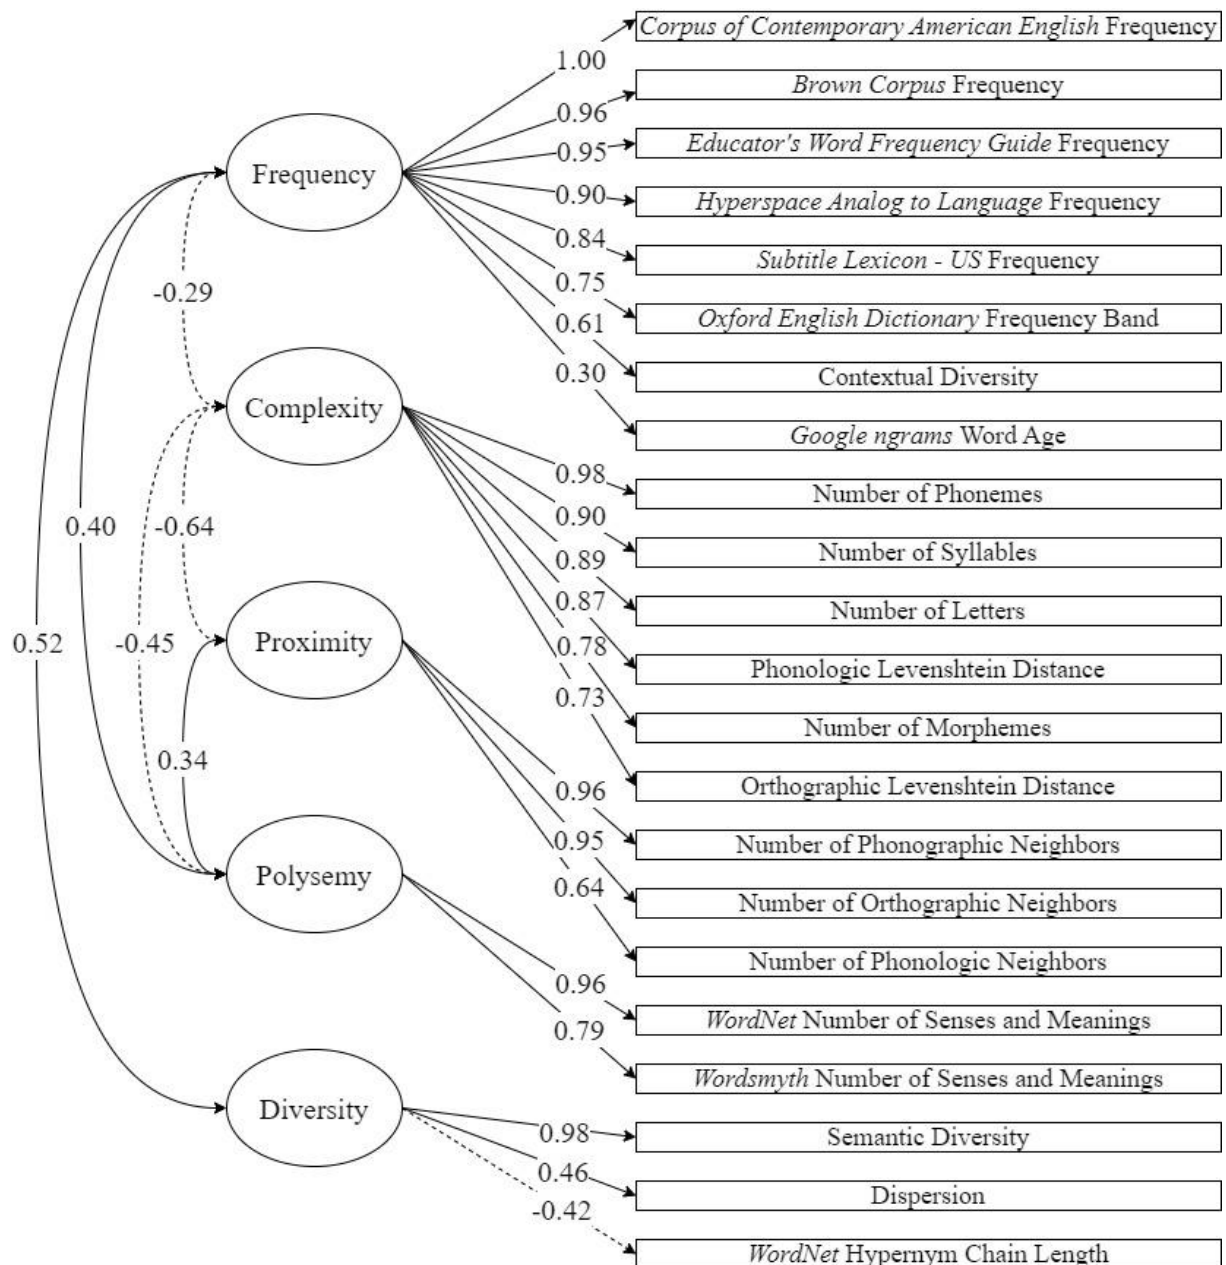 Corpus of Contemporary American English Frequency
1.00
Brown Corpus Frequency
0.96
Educator's Word Frequency Guide Frequency
0.95
Frequency
Hyperspace Analog to Language Frequency
0.90
Subtitle Lexicon - US Frequency
0.84
Oxford English Dictionary Frequency Band
0.75
-0.29
0.61
Contextual Diversity
0.30
Complexity
Google ngrams Word Age
0.98
Number of Phonemes
0.90
Number of Syllables
0.40
-0.64
0.89
Number of Letters
0.87
0.52
-0.45
Proximity
0.78
Phonologic Levenshtein Distance
0.73
Number of Morphemes
0.34
Orthographic Levenshtein Distance
0.96
Number of Phonographic Neighbors
0.95
Polysemy
0.64
Number of Orthographic Neighbors
Number of Phonologic Neighbors
0.96
WordNet Number of Senses and Meanings
0.79
Wordsmyth Number of Senses and Meanings
Diversity
0.98
Semantic Diversity
0.46
Dispersion
-0.42
WordNet Hypernym Chain Length